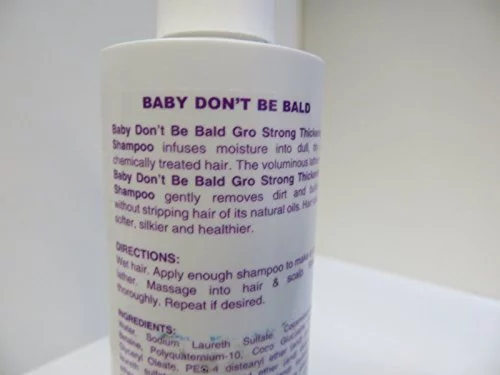 BABY DON'T BE BALD
Baby Don't Be Bald Gro Strong
Shampoo infuses moisture into dull,
chemically treated hair. The voluminous
Baby Don't Be Bald Gro Strong
Shampoo gently removes dirt and
without stripping hair of its natural oils. Hair
softer, silkier and healthier.
DIRECTIONS:
Wet hair. Apply enough shampoo to make
lather. Massage into hair & scalp
thoroughly. Repeat if desired.
INGREDIENTS:
Water, Sodium Laureth Sulfate,
Polyquaternium-10, Coco
Oleate, PEG-4 distearyl ether